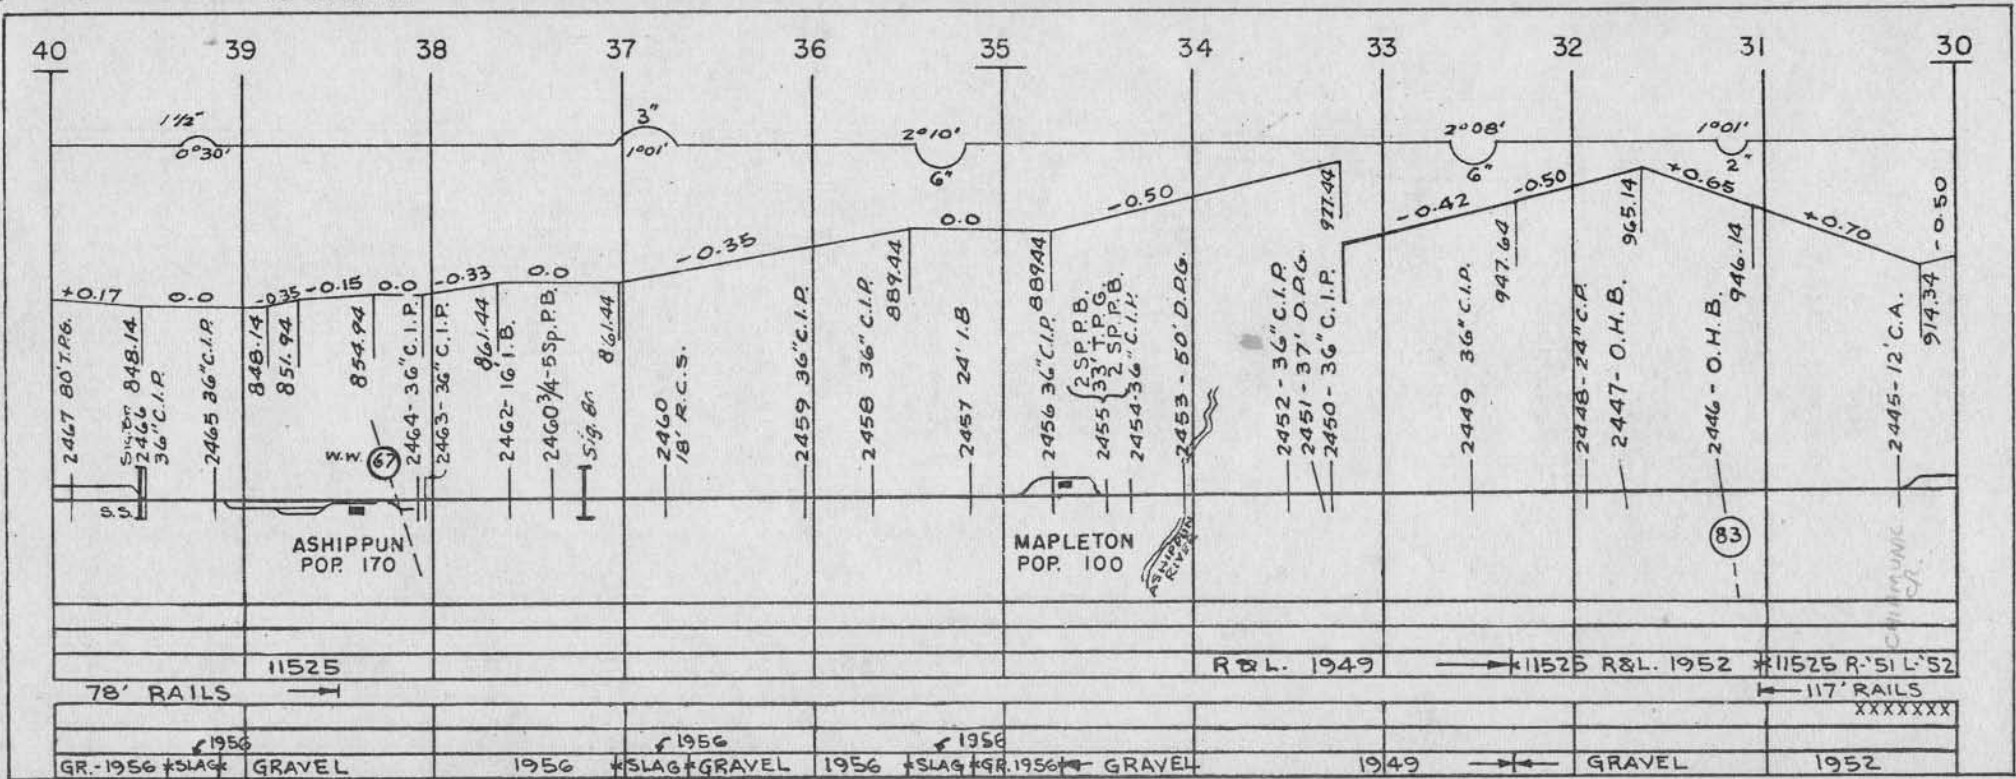 40 39 38 37 35 34 33 32 31 30
1½"
0°30'
3"
1°01'
2°10'
6"
2°08'
6"
1°01'
2"
+0.17
0.0
-0.35
-0.15
0.0
-0.33
0.0
-0.35
0.0
-0.50
-0.42
-0.50
+0.65
+0.70
-0.50
2467 80' T.P.G.
Sig. Bn
848.14
2466
36" C.I.P.
2465 36" C.I.P.
848.14
851.94
854.94
2464-36" C.I.P.
2463-36" C.I.P.
861.44
2462-16' I.B.
2460 3/4-5 Sp. P.B.
Sig. Bn
861.44
2460
18' R.C.S.
2459 36" C.I.P.
2458 36" C.I.P.
889.44
2457 24' I.B
889.44
2456 36" C.I.P.
2455
2 SP. P.B.
33' T.P.G.
2 SP. P.B.
2454-36" C.I.P.
2453-50' D.P.G.
2452-36" C.I.P.
2451-37' D.P.G.
2450-36" C.I.P.
977.44
2449 36" C.I.P.
947.64
2448-24" C.P.
2447-O.H.B.
965.14
2446-O.H.B.
946.14
2445-12' C.A.
914.34
S.S.
W.W.
67
83
ASHIPPUN
POP. 170
MAPLETON
POP. 100
ASHIPPUN
RIVER
CHIPMUNK
11525
R & L. 1949
11525 R&L. 1952
11525 R-'51 L-'52
78' RAILS
117' RAILS
XXXXXXX
1956
1956
1956
GR.-1956 SLAG GRAVEL 1956 SLAG GRAVEL 1956 SLAG GR. 1956 GRAVEL 1949 GRAVEL 1952